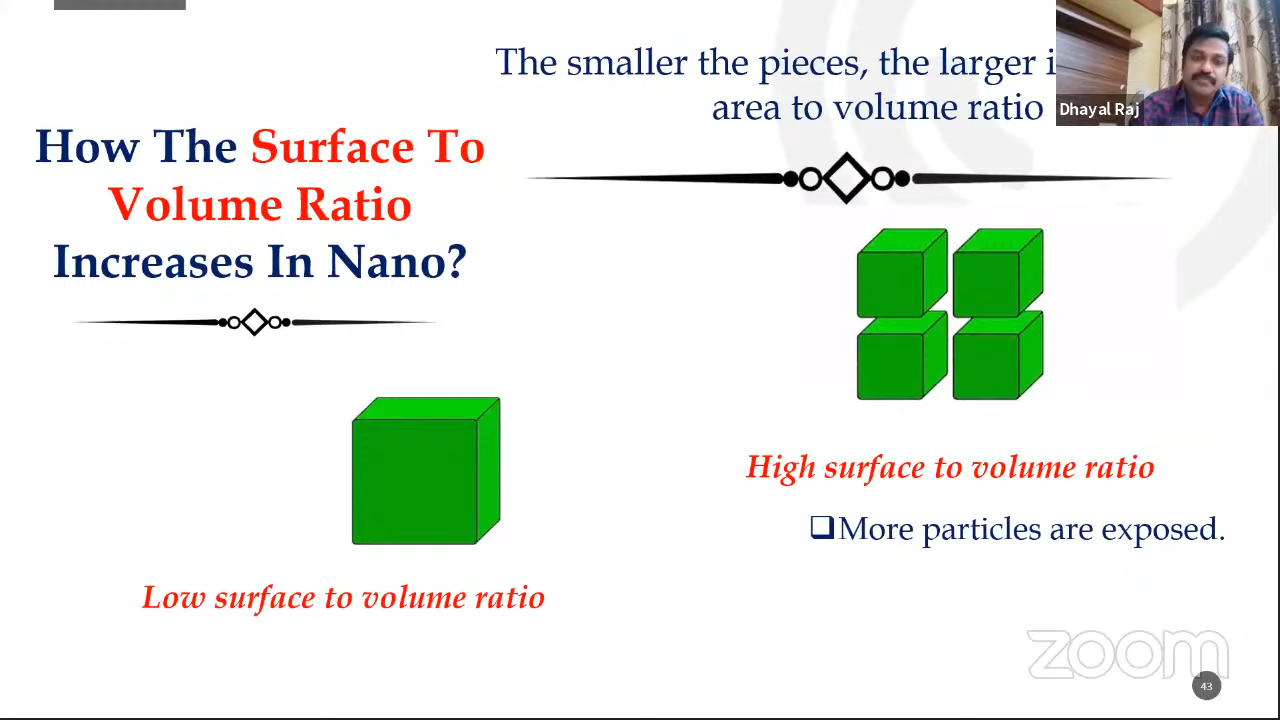 The smaller the pieces, the larger
area to volume ratio
Dhayal Raj
How The Surface To
Volume Ratio
Increases In Nano?
High surface to volume ratio
❑More particles are exposed.
Low surface to volume ratio
zoom
43